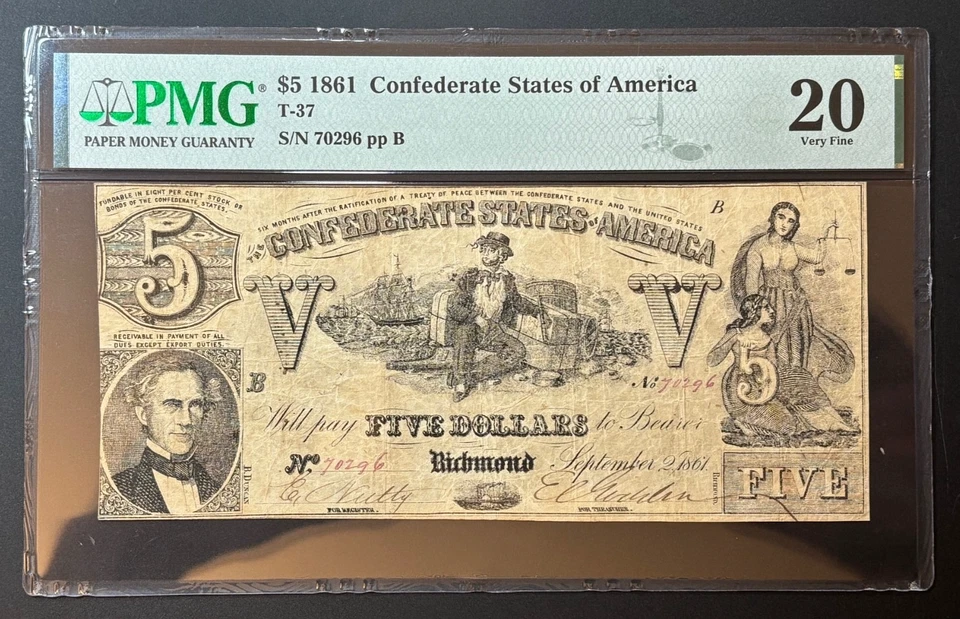 PMG®
PAPER MONEY GUARANTY
$5 1861 Confederate States of America
T-37
S/N 70296 pp B
20
Very Fine
FUNDABLE IN EIGHT PER CENT STOCK OR
BONDS OF THE CONFEDERATE STATES.
SIX MONTHS AFTER THE RATIFICATION OF A TREATY OF PEACE BETWEEN THE CONFEDERATE STATES AND THE UNITED STATES
B
THE CONFEDERATE STATES OF AMERICA
5
V
V
RECEIVABLE IN PAYMENT OF ALL
DUES EXCEPT EXPORT DUTIES.
5
B
No 70296
Will pay FIVE DOLLARS to Bearer
No 70296
Richmond
September 2, 1861
FIVE
FOR REGISTER.
FOR TREASURER.